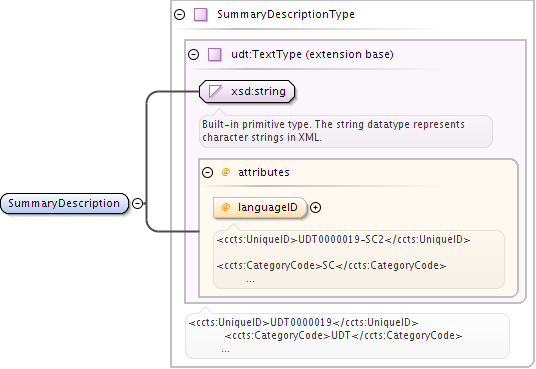 SummaryDescriptionType
udt:TextType (extension base)
xsd:string
Built-in primitive type. The string datatype represents
character strings in XML.
@ attributes
SummaryDescription
@ languageID
<ccts:UniqueID>UDT0000019-SC2</ccts:UniqueID>
<ccts:CategoryCode>SC</ccts:CategoryCode>
...
<ccts:UniqueID>UDT0000019</ccts:UniqueID>
<ccts:CategoryCode>UDT</ccts:CategoryCode>
...